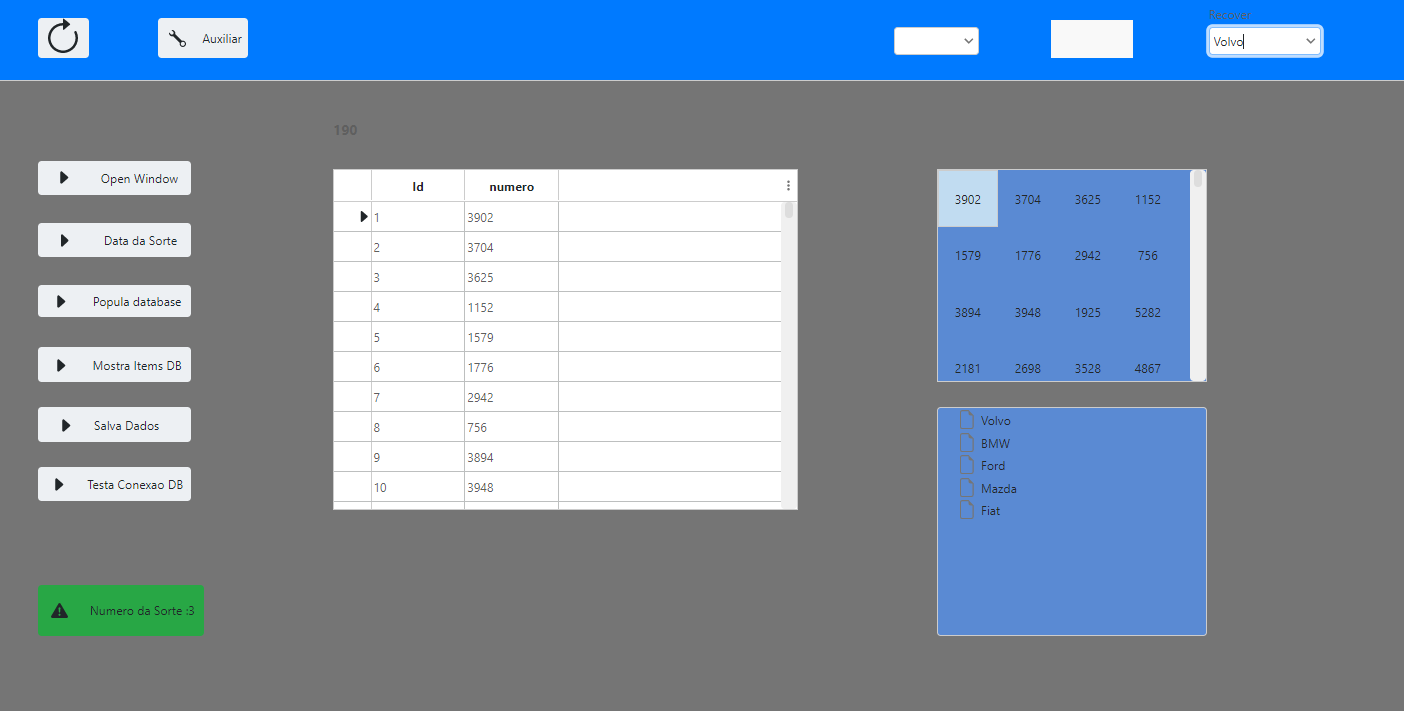 Recover
Auxiliar
Volvo
190
Open Window
Data da Sorte
Popula database
Mostra Items DB
Salva Dados
Testa Conexao DB
Numero da Sorte :3
Id numero
1 3902
2 3704
3 3625
4 1152
5 1579
6 1776
7 2942
8 756
9 3894
10 3948
3902 3704 3625 1152
1579 1776 2942 756
3894 3948 1925 5282
2181 2698 3528 4867
Volvo
BMW
Ford
Mazda
Fiat